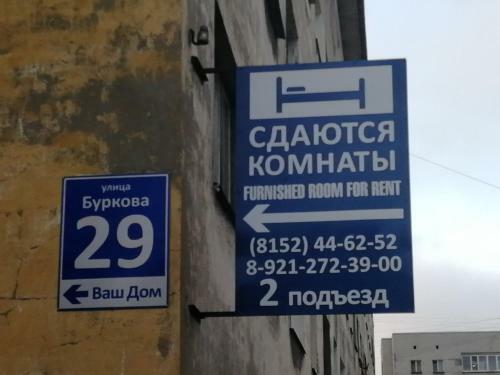 улица
Буркова
29
Ваш Дом
СДАЮТСЯ
КОМНАТЫ
FURNISHED ROOM FOR RENT
(8152) 44-62-52
8-921-272-39-00
2 подъезд